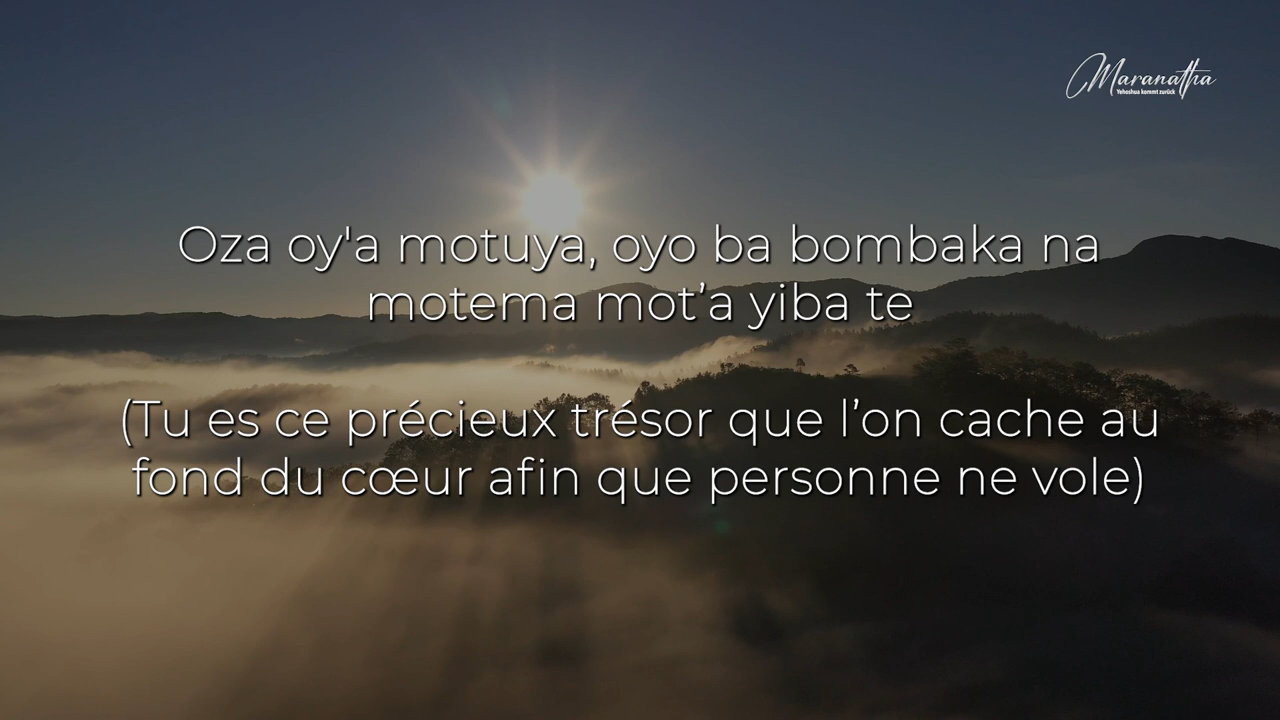 Maranatha
Yehoshua kommt zurück
Oza oy'a motuya, oyo ba bombaka na
motema mot’a yiba te
(Tu es ce précieux trésor que l’on cache au
fond du cœur afin que personne ne vole)